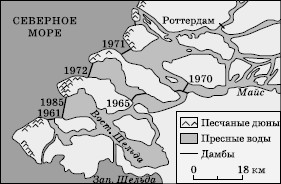 СЕВЕРНОЕ
МОРЕ
Роттердам
1971
1972
1970
Майс
1985
1961
1965
Вост. Шельда
Зап. Шельда
Песчаные дюны
Пресные воды
Дамбы
0 18 км